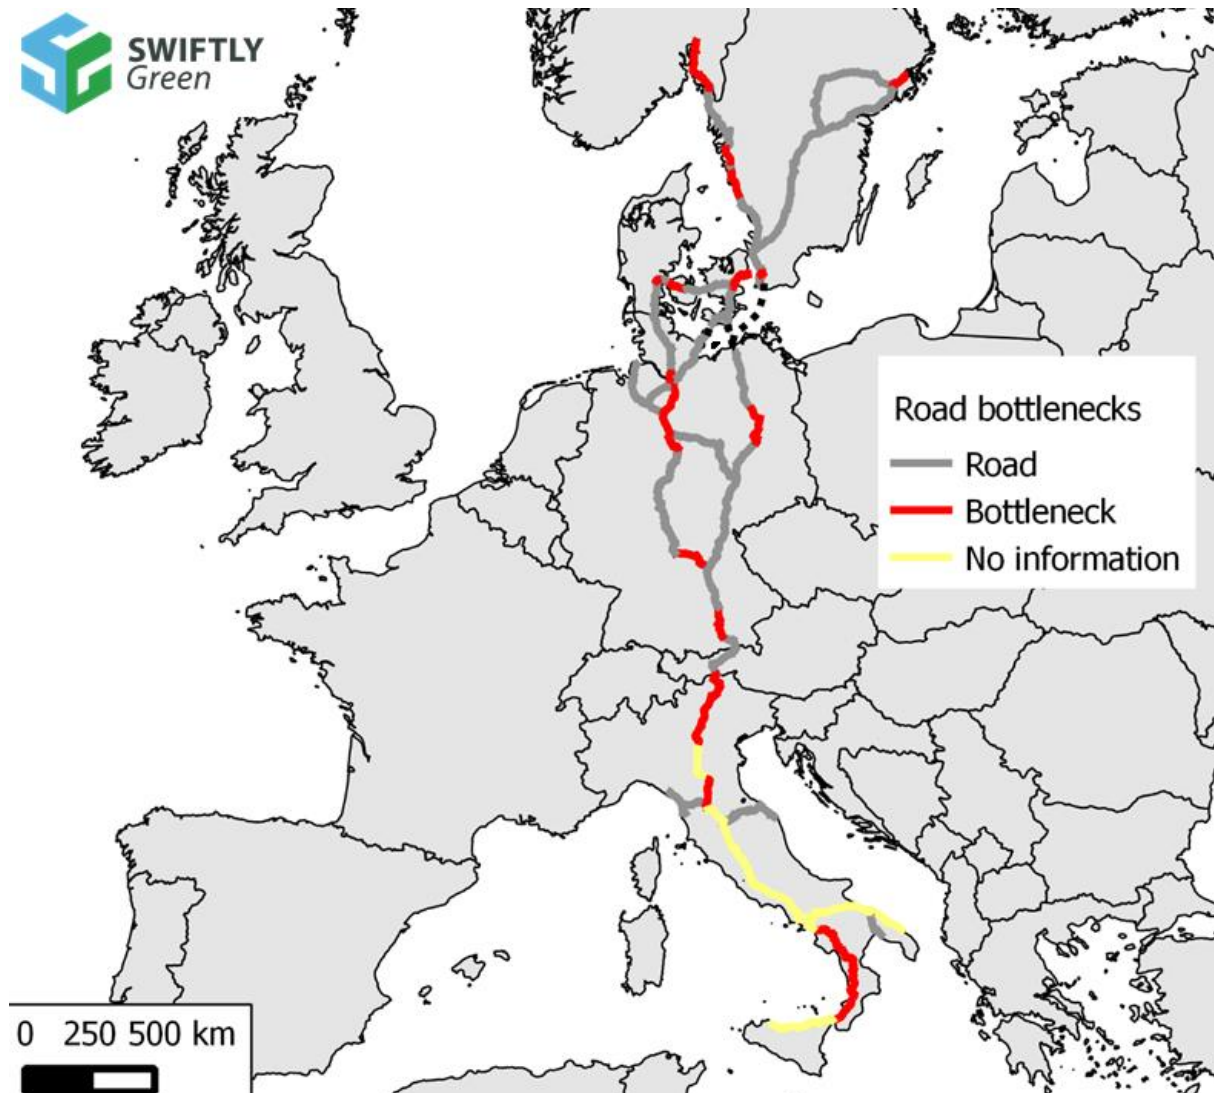 SWIFTLY
Green
Road bottlenecks
Road
Bottleneck
No information
0 250 500 km